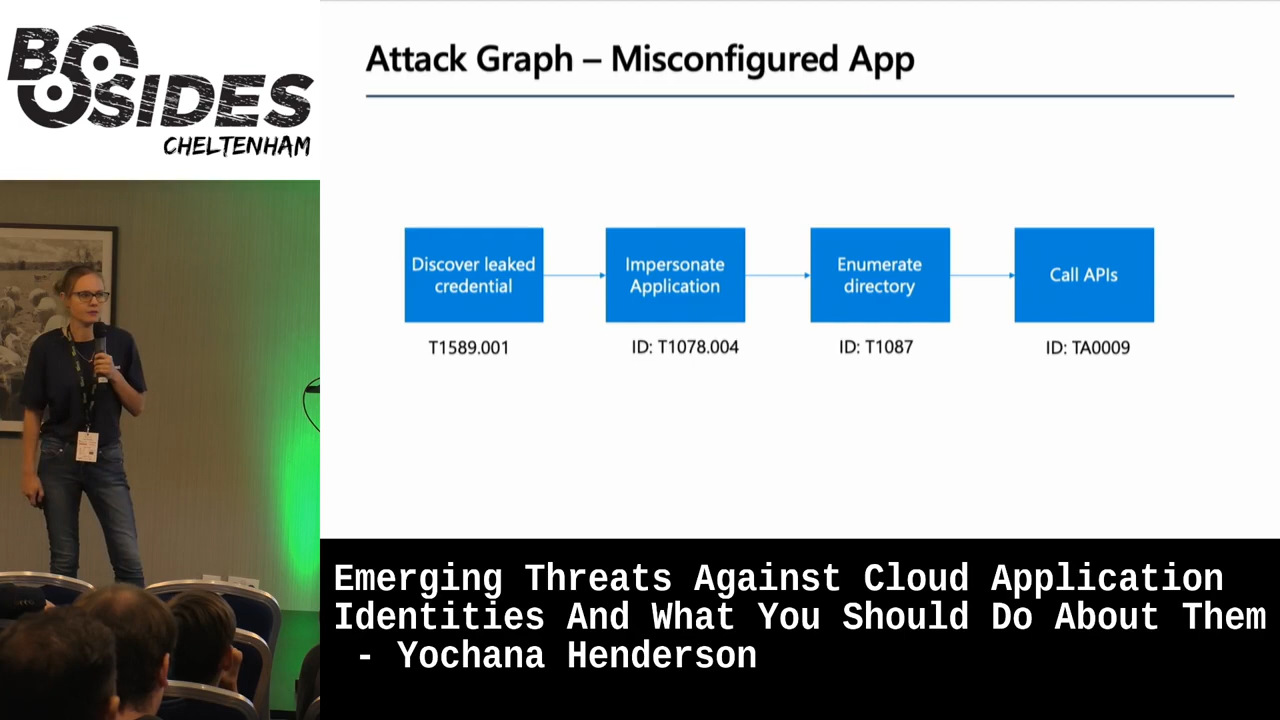 BSIDES
CHELTENHAM
Attack Graph – Misconfigured App
Discover leaked
credential
Impersonate
Application
Enumerate
directory
Call APIs
T1589.001
ID: T1078.004
ID: T1087
ID: TA0009
Emerging Threats Against Cloud Application
Identities And What You Should Do About Them
- Yochana Henderson